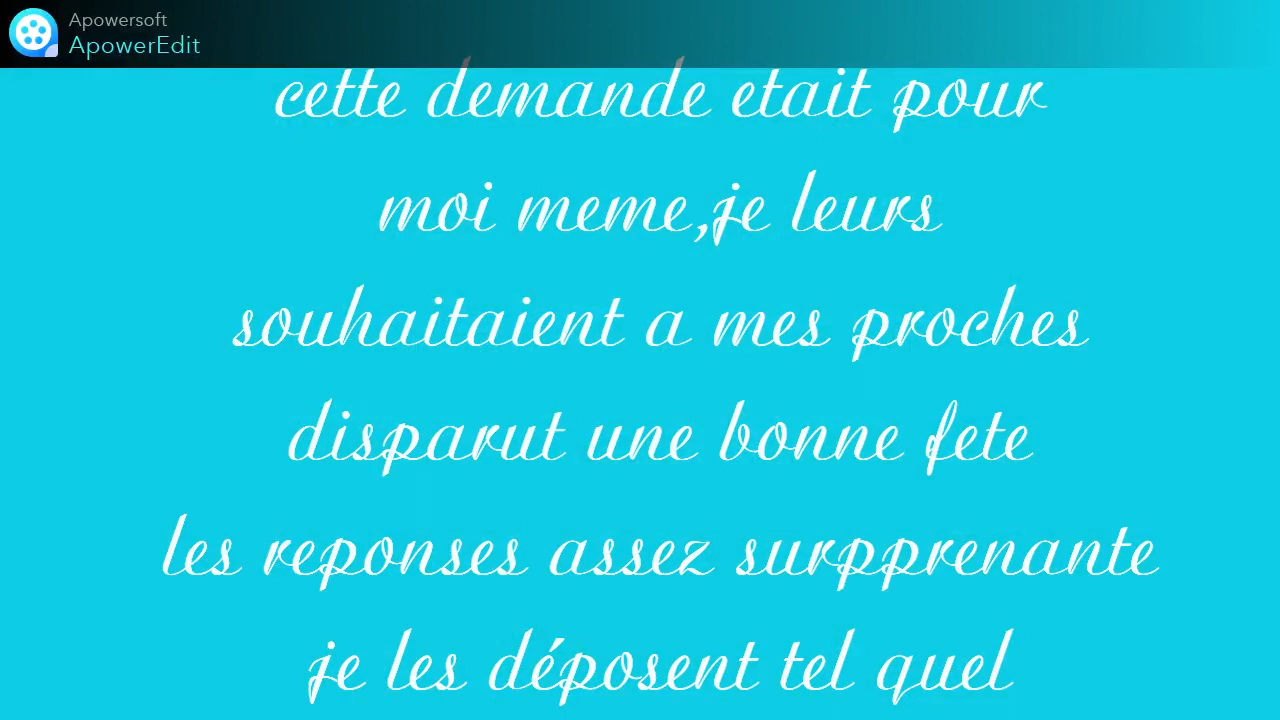 Apowersoft
ApowerEdit
cette demande etait pour
moi meme,je leurs
souhaitaient a mes proches
disparut une bonne fete
les reponses assez surpprenante
je les déposent tel quel